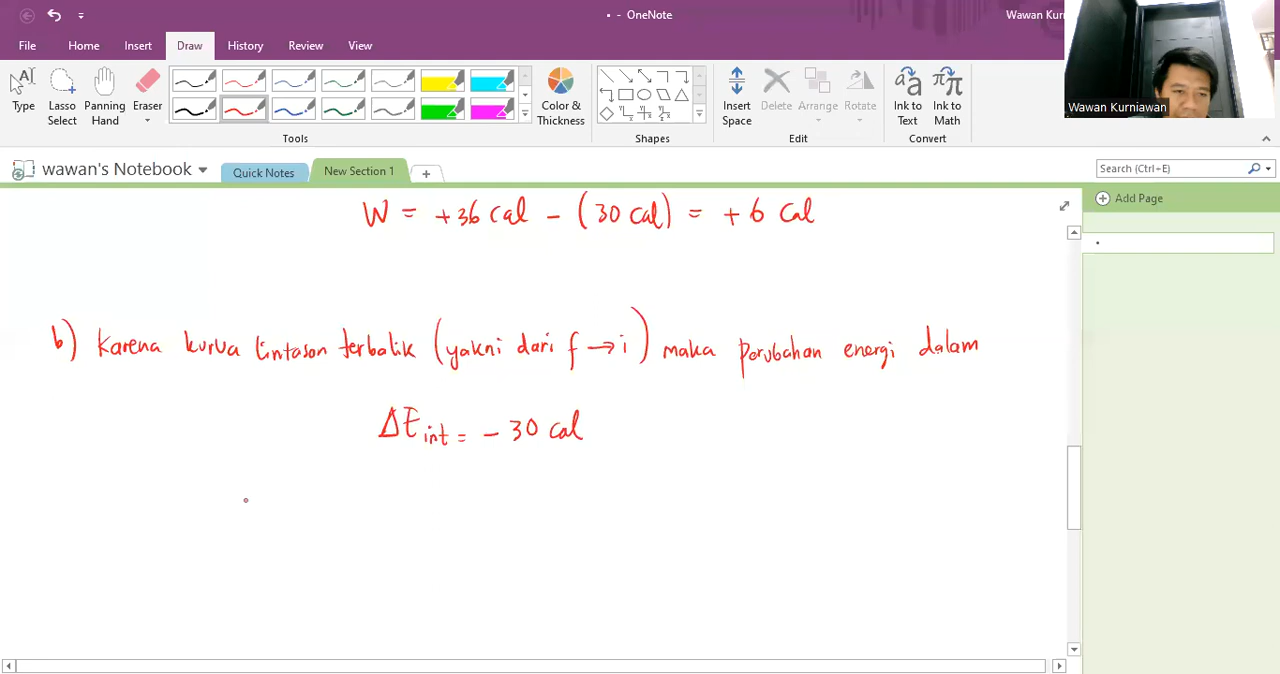 • - OneNote
Wawan Kur
File Home Insert Draw History Review View
Type Lasso Select Panning Hand Eraser Color & Thickness Insert Space Delete Arrange Rotate Ink to Text Ink to Math
Tools Shapes Edit Convert
Wawan Kurniawan
wawan's Notebook Quick Notes New Section 1 +
Search (Ctrl+E)
Add Page
W = +36 Cal - (30 Cal) = +6 Cal
b) Karena kurva lintasan terbalik (yakni dari f → i) maka perubahan energi dalam
ΔE int = - 30 cal